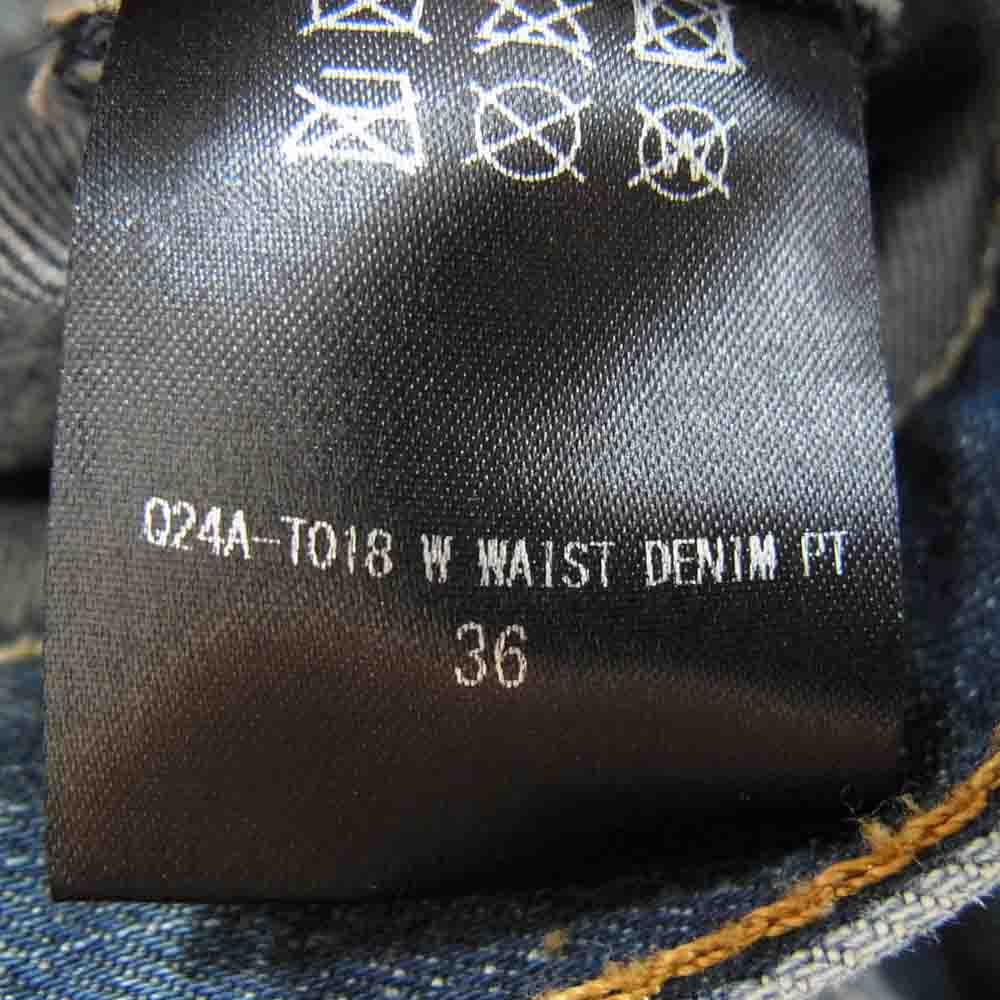 Q24A-T018 W WAIST DENIM PT
36